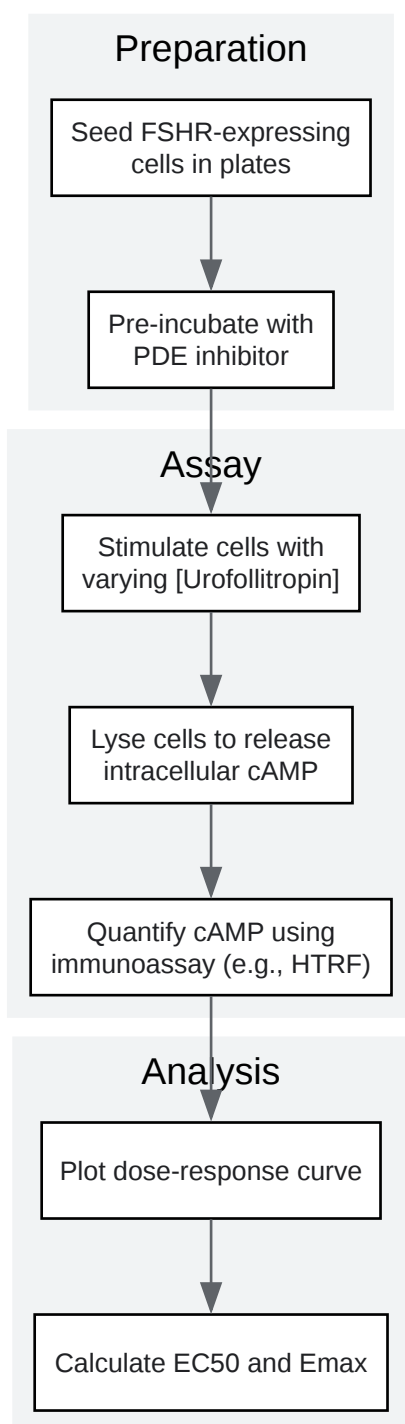 Preparation
Seed FSHR-expressing
cells in plates
Pre-incubate with
PDE inhibitor
Assay
Stimulate cells with
varying [Urofollitropin]
Lyse cells to release
intracellular cAMP
Quantify cAMP using
immunoassay (e.g., HTRF)
Analysis
Plot dose-response curve
Calculate EC50 and Emax